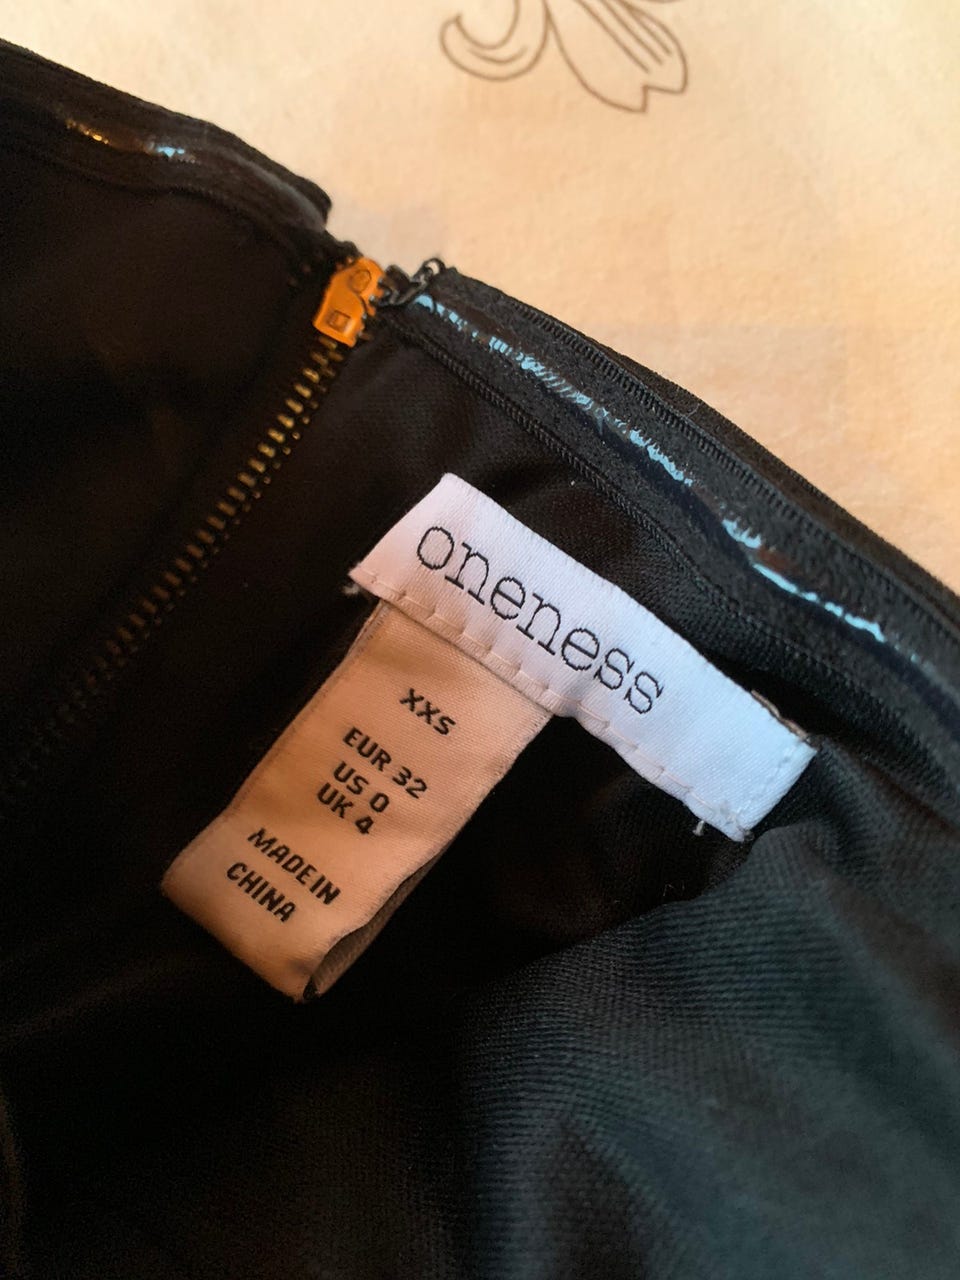 oneness
XXS
EUR 32
US 0
UK 4
MADE IN
CHINA